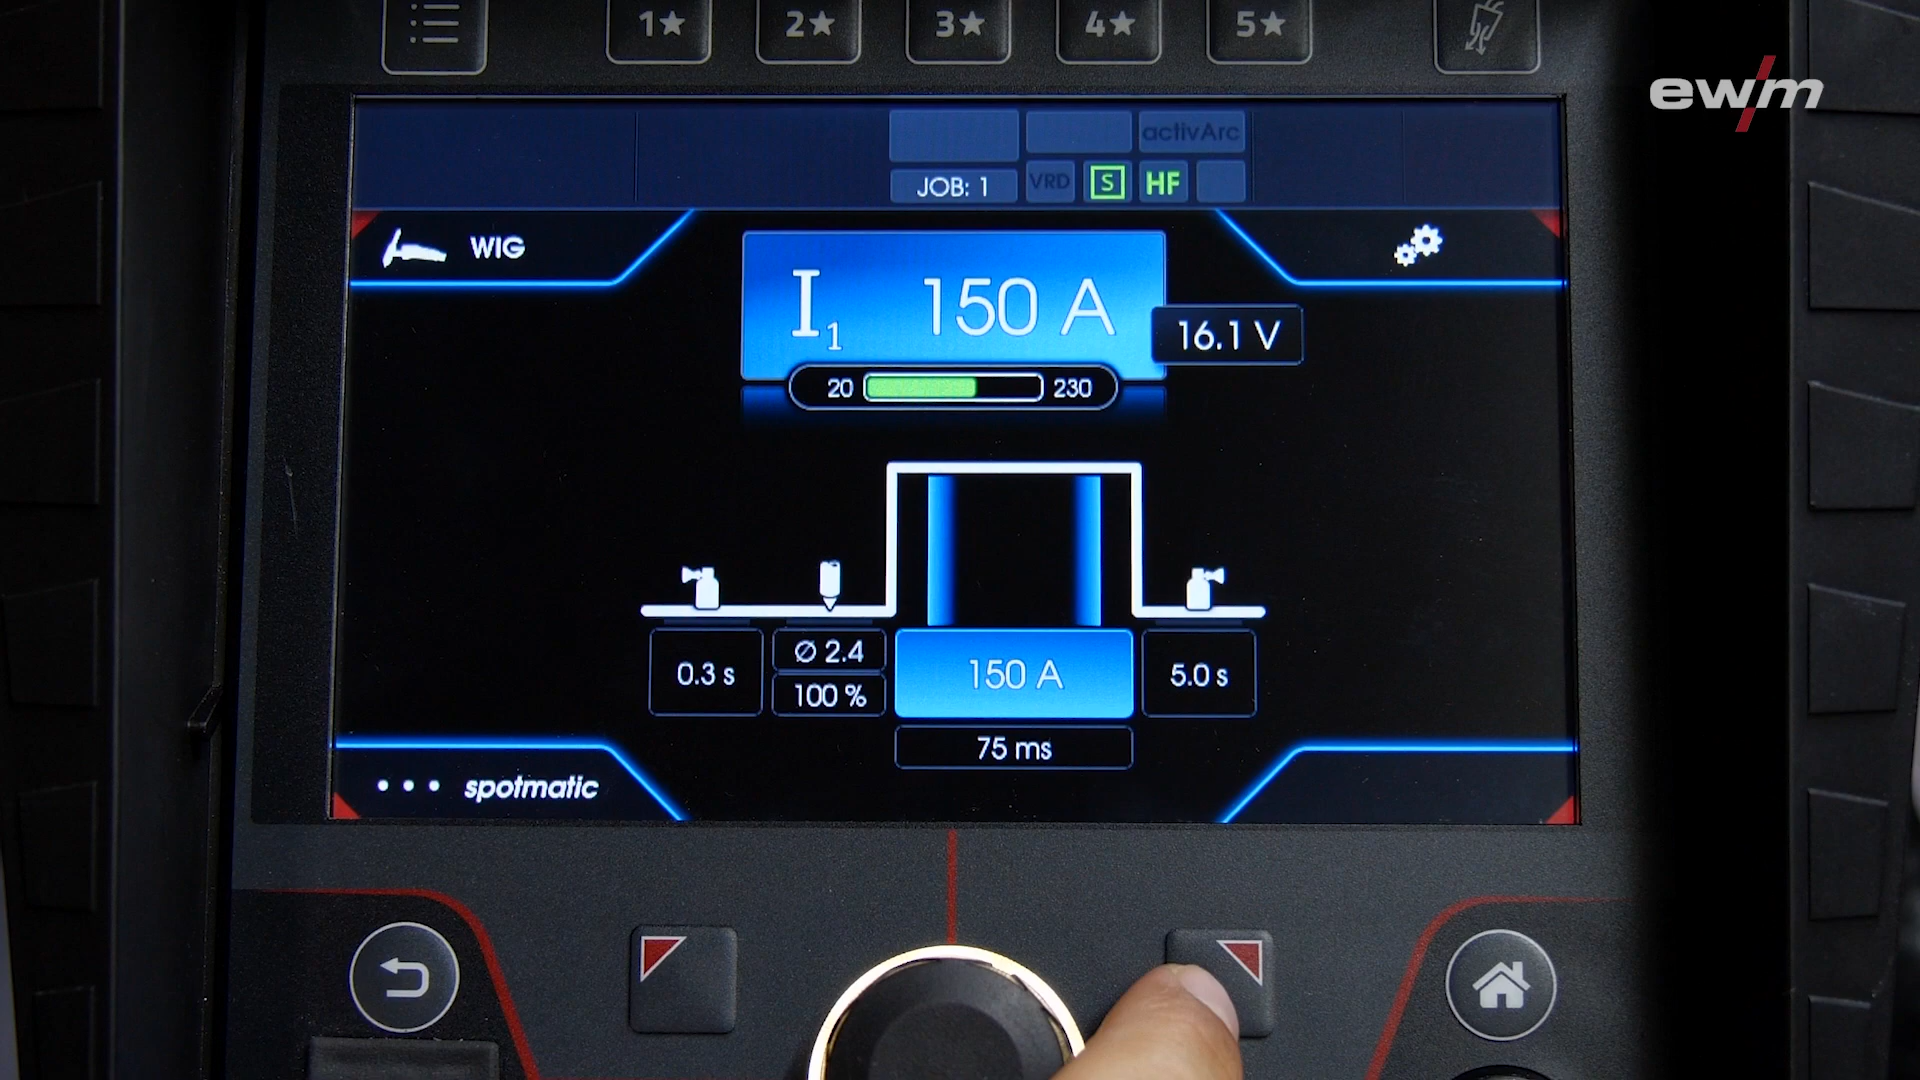 1★ 2★ 3★ 4★ 5★
ewm
activArc
JOB: 1 VRD S HF
WIG
I1 150 A
16.1 V
20 230
0.3 s Ø 2.4 150 A 5.0 s
100 %
75 ms
••• spotmatic